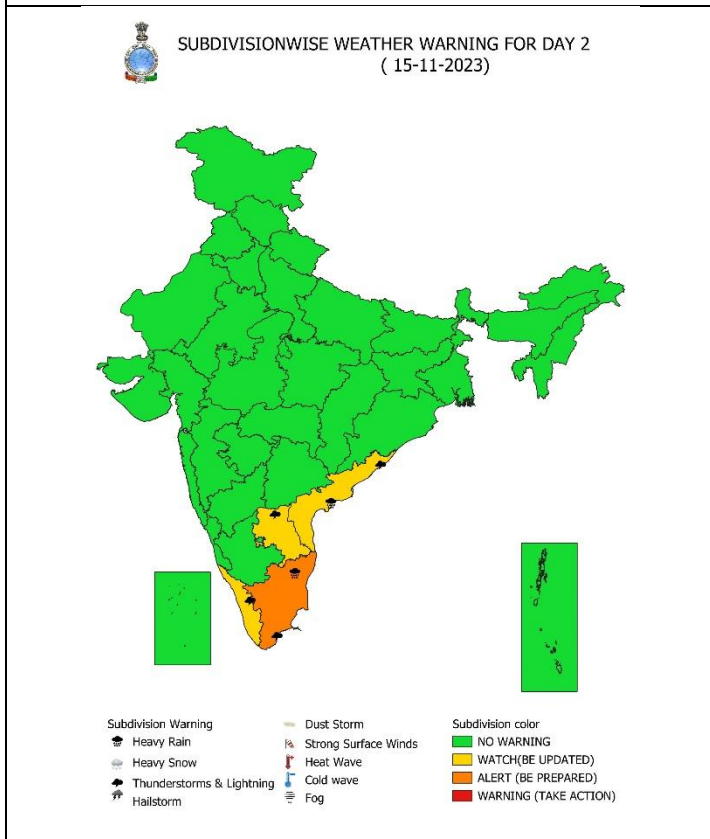 SUBDIVISIONWISE WEATHER WARNING FOR DAY 2
( 15-11-2023)
Subdivision Warning
Heavy Rain
Heavy Snow
Thunderstorms & Lightning
Hailstorm
Dust Storm
Strong Surface Winds
Heat Wave
Cold wave
Fog
Subdivision color
NO WARNING
WATCH(BE UPDATED)
ALERT (BE PREPARED)
WARNING (TAKE ACTION)